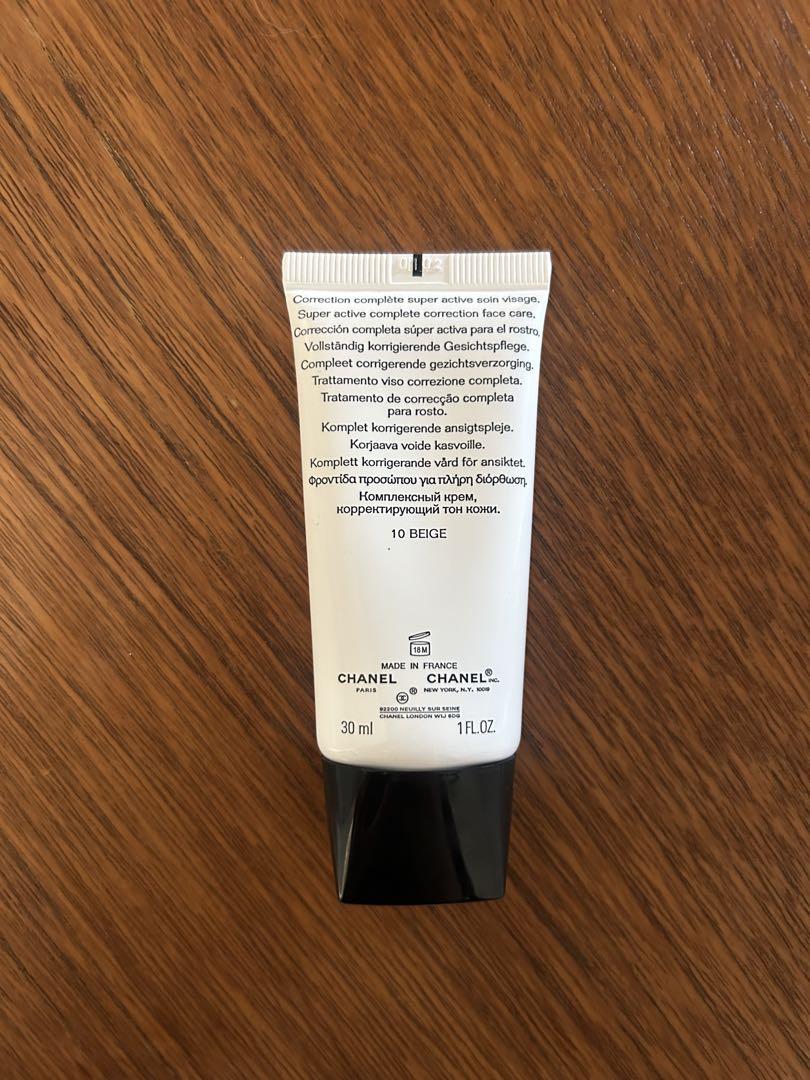 Correction complète super active soin visage.
Super active complete correction face care.
Corrección completa súper activa para el rostro.
Vollständig korrigierende Gesichtspflege.
Compleet corrigerende gezichtsverzorging.
Trattamento viso correzione completa.
Tratamento de correcção completa
para rosto.
Komplet korrigerende ansigtspleje.
Korjaava voide kasvoille.
Komplett korrigerande vård för ansiktet.
Φροντίδα προσώπου για πλήρη διόρθωση.
Комплексный крем,
корректирующий тон кожи.
10 BEIGE
18M
MADE IN FRANCE
CHANEL CHANEL® INC.
PARIS NEW YORK, N.Y. 10019
®
92200 NEUILLY SUR SEINE
CHANEL LONDON W1J 6DG
30 ml 1 FL.OZ.